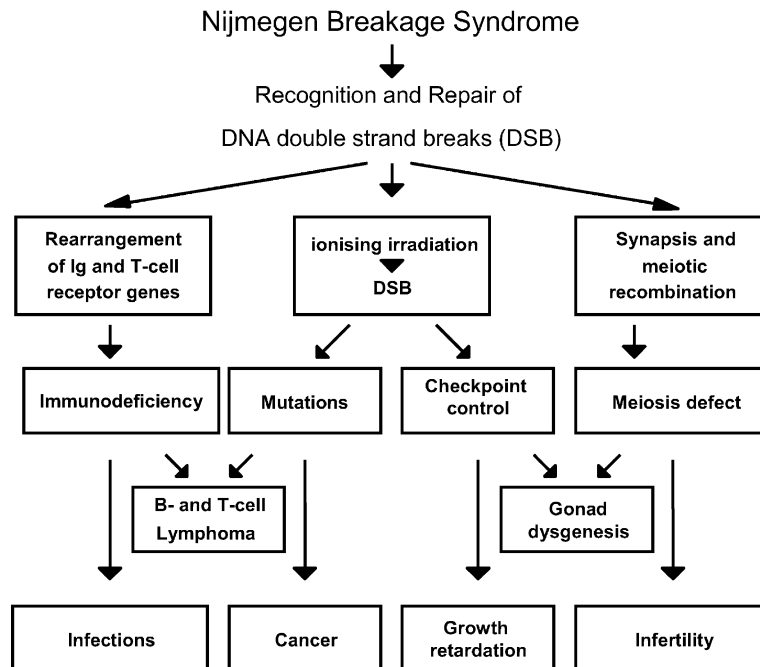 Nijmegen Breakage Syndrome
Recognition and Repair of
DNA double strand breaks (DSB)
Rearrangement
of Ig and T-cell
receptor genes
ionising irradiation
DSB
Synapsis and
meiotic
recombination
Immunodeficiency
Mutations
Checkpoint
control
Meiosis defect
B- and T-cell
Lymphoma
Gonad
dysgenesis
Infections
Cancer
Growth
retardation
Infertility